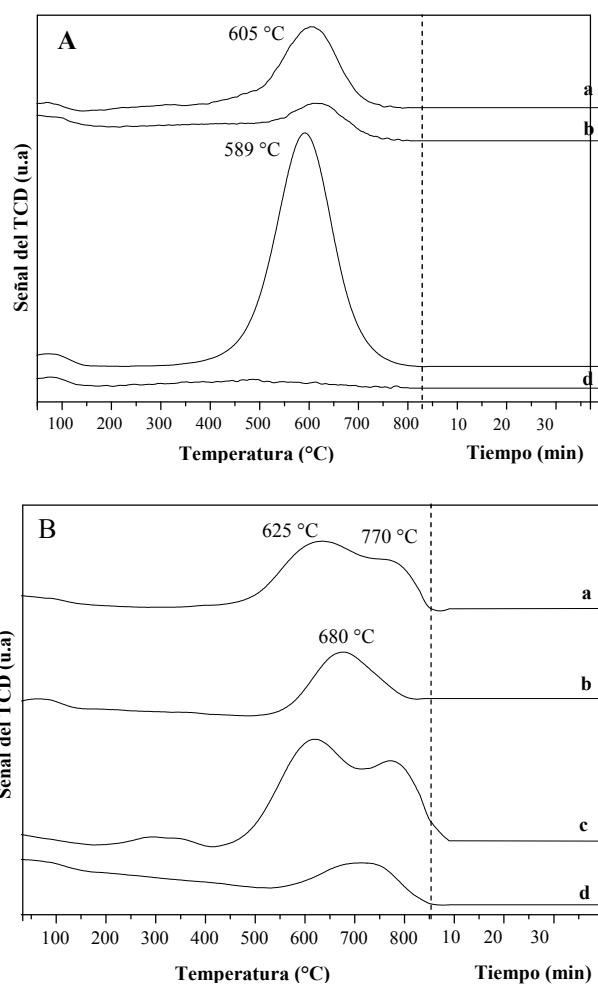 A
605 °C
a
b
589 °C
d
Señal del TCD (u.a)
100 200 300 400 500 600 700 800 10 20 30
Temperatura (°C) Tiempo (min)
B
625 °C 770 °C
a
680 °C
b
c
d
Señal del TCD (u.a)
100 200 300 400 500 600 700 800 10 20 30
Temperatura (°C) Tiempo (min)